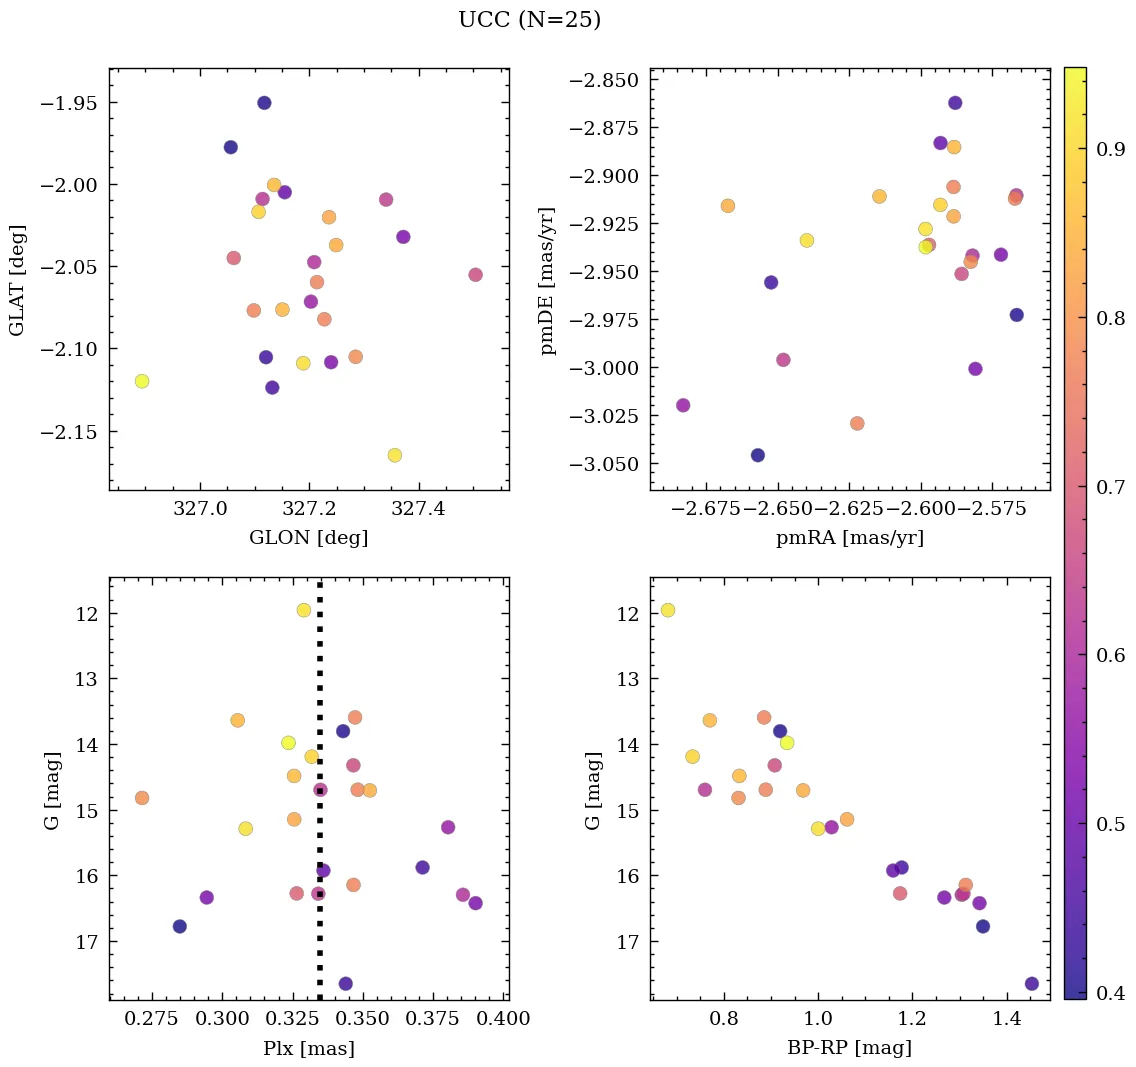 UCC (N=25)
−1.95
−2.00
−2.05
−2.10
−2.15
GLAT [deg]
327.0 327.2 327.4
GLON [deg]
−2.850
−2.875
−2.900
−2.925
−2.950
−2.975
−3.000
−3.025
−3.050
pmDE [mas/yr]
−2.675 −2.650 −2.625 −2.600 −2.575
pmRA [mas/yr]
12
13
14
15
16
17
G [mag]
0.275 0.300 0.325 0.350 0.375 0.400
Plx [mas]
12
13
14
15
16
17
G [mag]
0.8 1.0 1.2 1.4
BP-RP [mag]
0.9
0.8
0.7
0.6
0.5
0.4